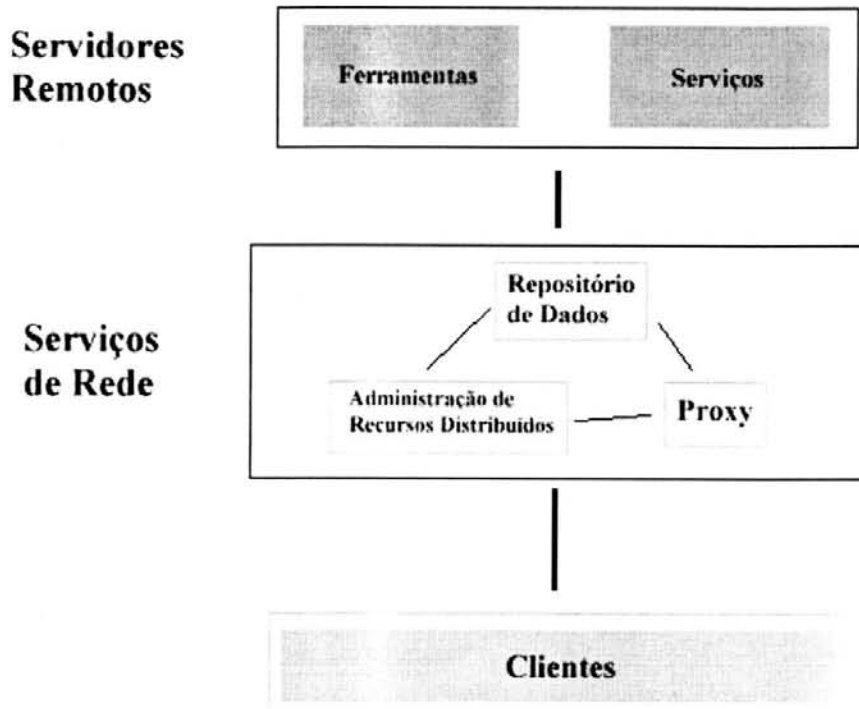 Servidores
Remotos
Ferramentas
Serviços
Serviços
de Rede
Repositório
de Dados
Administração de
Recursos Distribuídos
Proxy
Clientes